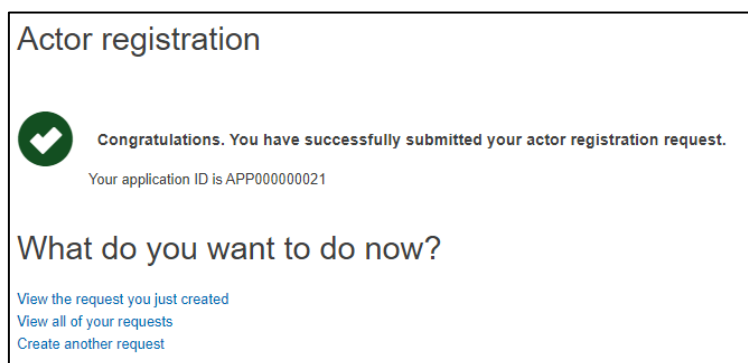 Actor registration
Congratulations. You have successfully submitted your actor registration request.
Your application ID is APP000000021
What do you want to do now?
View the request you just created
View all of your requests
Create another request